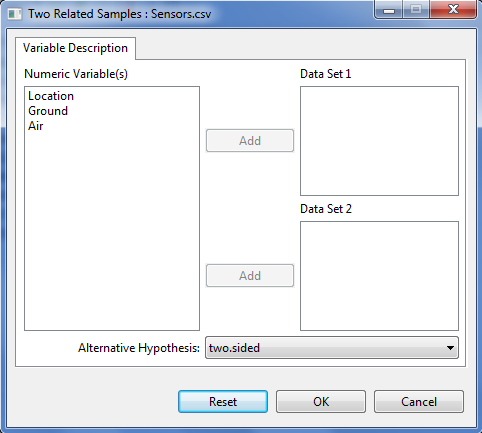 Two Related Samples : Sensors.csv
Variable Description
Numeric Variable(s)
Data Set 1
Location
Ground
Air
Add
Data Set 2
Add
Alternative Hypothesis:
two.sided
Reset
OK
Cancel